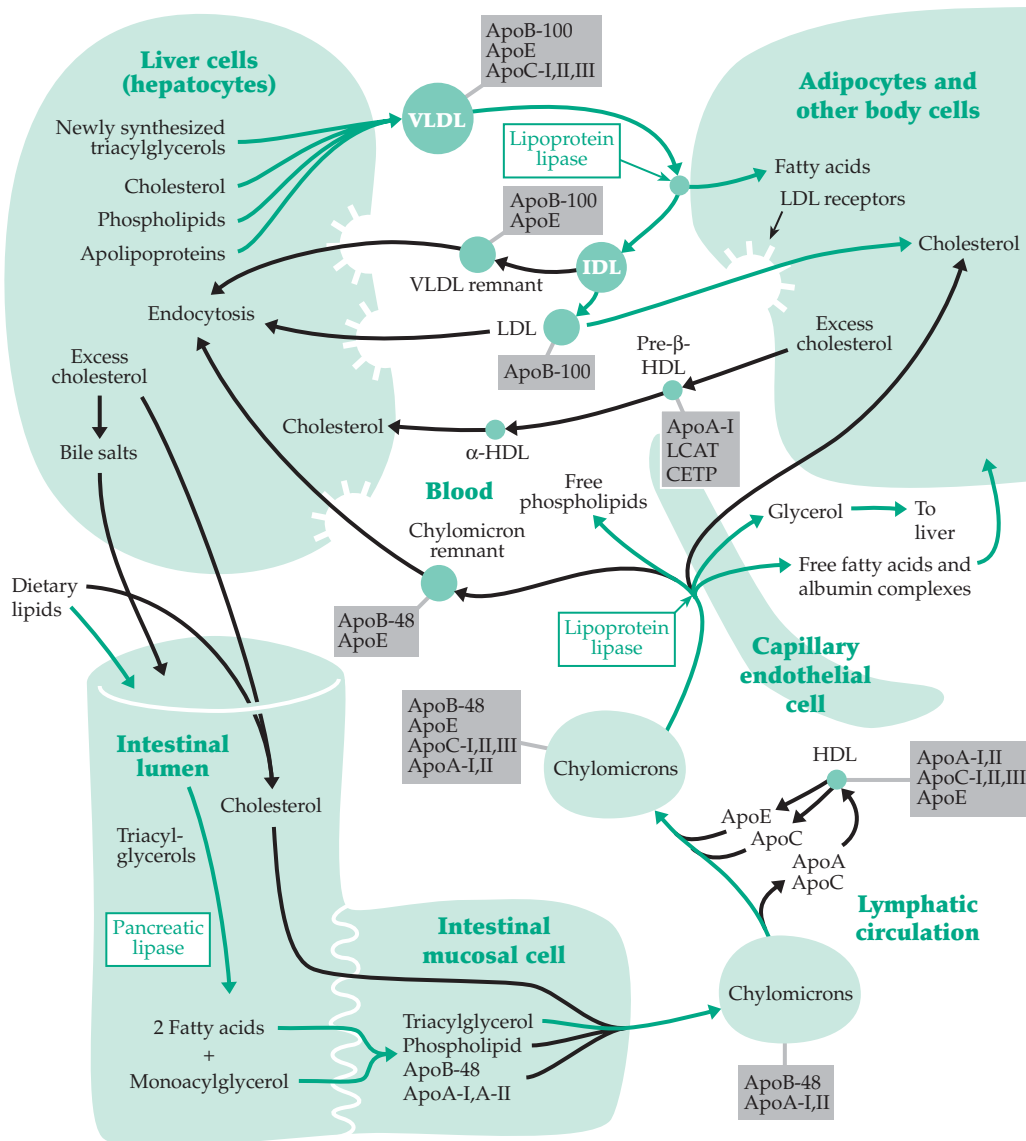 Liver cells
(hepatocytes)
Newly synthesized
triacylglycerols
Cholesterol
Phospholipids
Apolipoproteins
VLDL
ApoB-100
ApoE
ApoC-I,II,III
Lipoprotein
lipase
Adipocytes and
other body cells
Fatty acids
LDL receptors
Cholesterol
ApoB-100
ApoE
VLDL remnant
IDL
LDL
ApoB-100
Endocytosis
Excess
cholesterol
Bile salts
Excess
cholesterol
Pre-β-
HDL
ApoA-I
LCAT
CETP
α-HDL
Cholesterol
Blood
Free
phospholipids
Chylomicron
remnant
ApoB-48
ApoE
Glycerol
To
liver
Free fatty acids and
albumin complexes
Lipoprotein
lipase
Capillary
endothelial
cell
Dietary
lipids
Intestinal
lumen
Cholesterol
Triacyl-
glycerols
Pancreatic
lipase
2 Fatty acids
+
Monoacylglycerol
Intestinal
mucosal cell
Triacylglycerol
Phospholipid
ApoB-48
ApoA-I,A-II
ApoB-48
ApoE
ApoC-I,II,III
ApoA-I,II
Chylomicrons
HDL
ApoA-I,II
ApoC-I,II,III
ApoE
ApoE
ApoC
ApoA
ApoC
Lymphatic
circulation
Chylomicrons
ApoB-48
ApoA-I,II